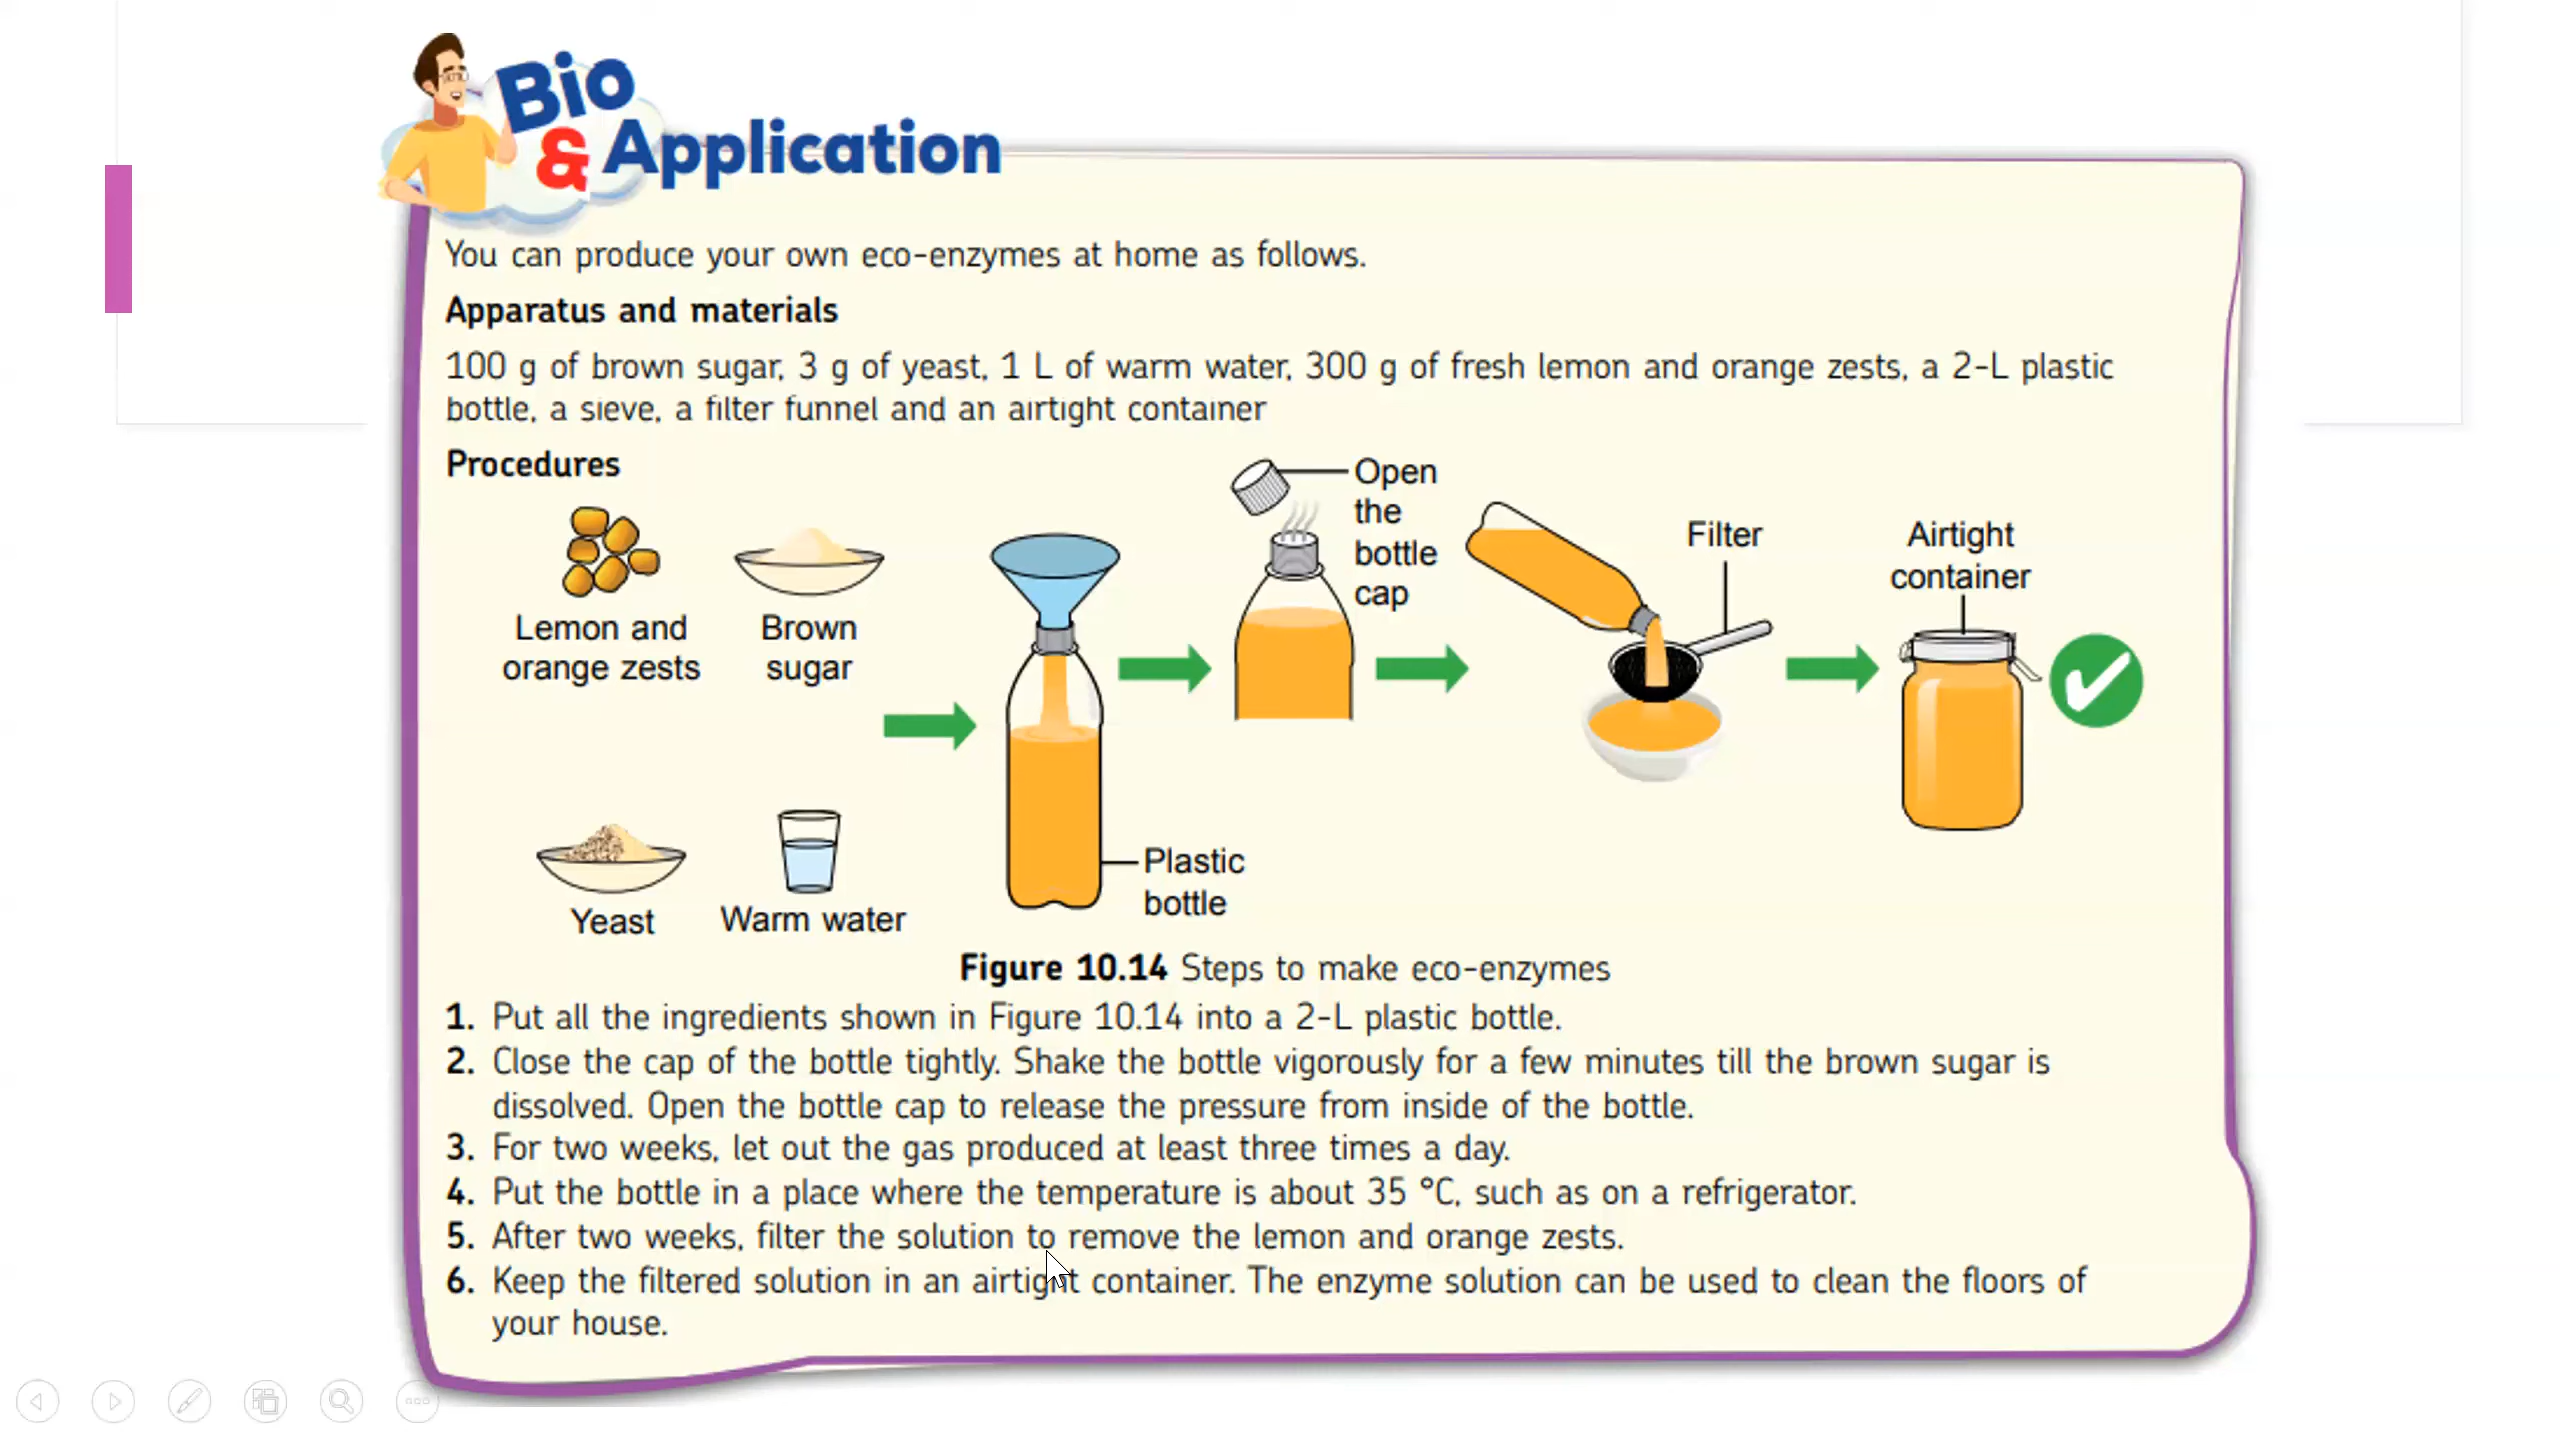 Bio
& Application
You can produce your own eco-enzymes at home as follows.
Apparatus and materials
100 g of brown sugar, 3 g of yeast, 1 L of warm water, 300 g of fresh lemon and orange zests, a 2-L plastic
bottle, a sieve, a filter funnel and an airtight container
Procedures
Lemon and
orange zests
Brown
sugar
Yeast
Warm water
Plastic
bottle
Open
the
bottle
cap
Filter
Airtight
container
Figure 10.14 Steps to make eco-enzymes
1. Put all the ingredients shown in Figure 10.14 into a 2-L plastic bottle.
2. Close the cap of the bottle tightly. Shake the bottle vigorously for a few minutes till the brown sugar is
dissolved. Open the bottle cap to release the pressure from inside of the bottle.
3. For two weeks, let out the gas produced at least three times a day.
4. Put the bottle in a place where the temperature is about 35 °C, such as on a refrigerator.
5. After two weeks, filter the solution to remove the lemon and orange zests.
6. Keep the filtered solution in an airtight container. The enzyme solution can be used to clean the floors of
your house.